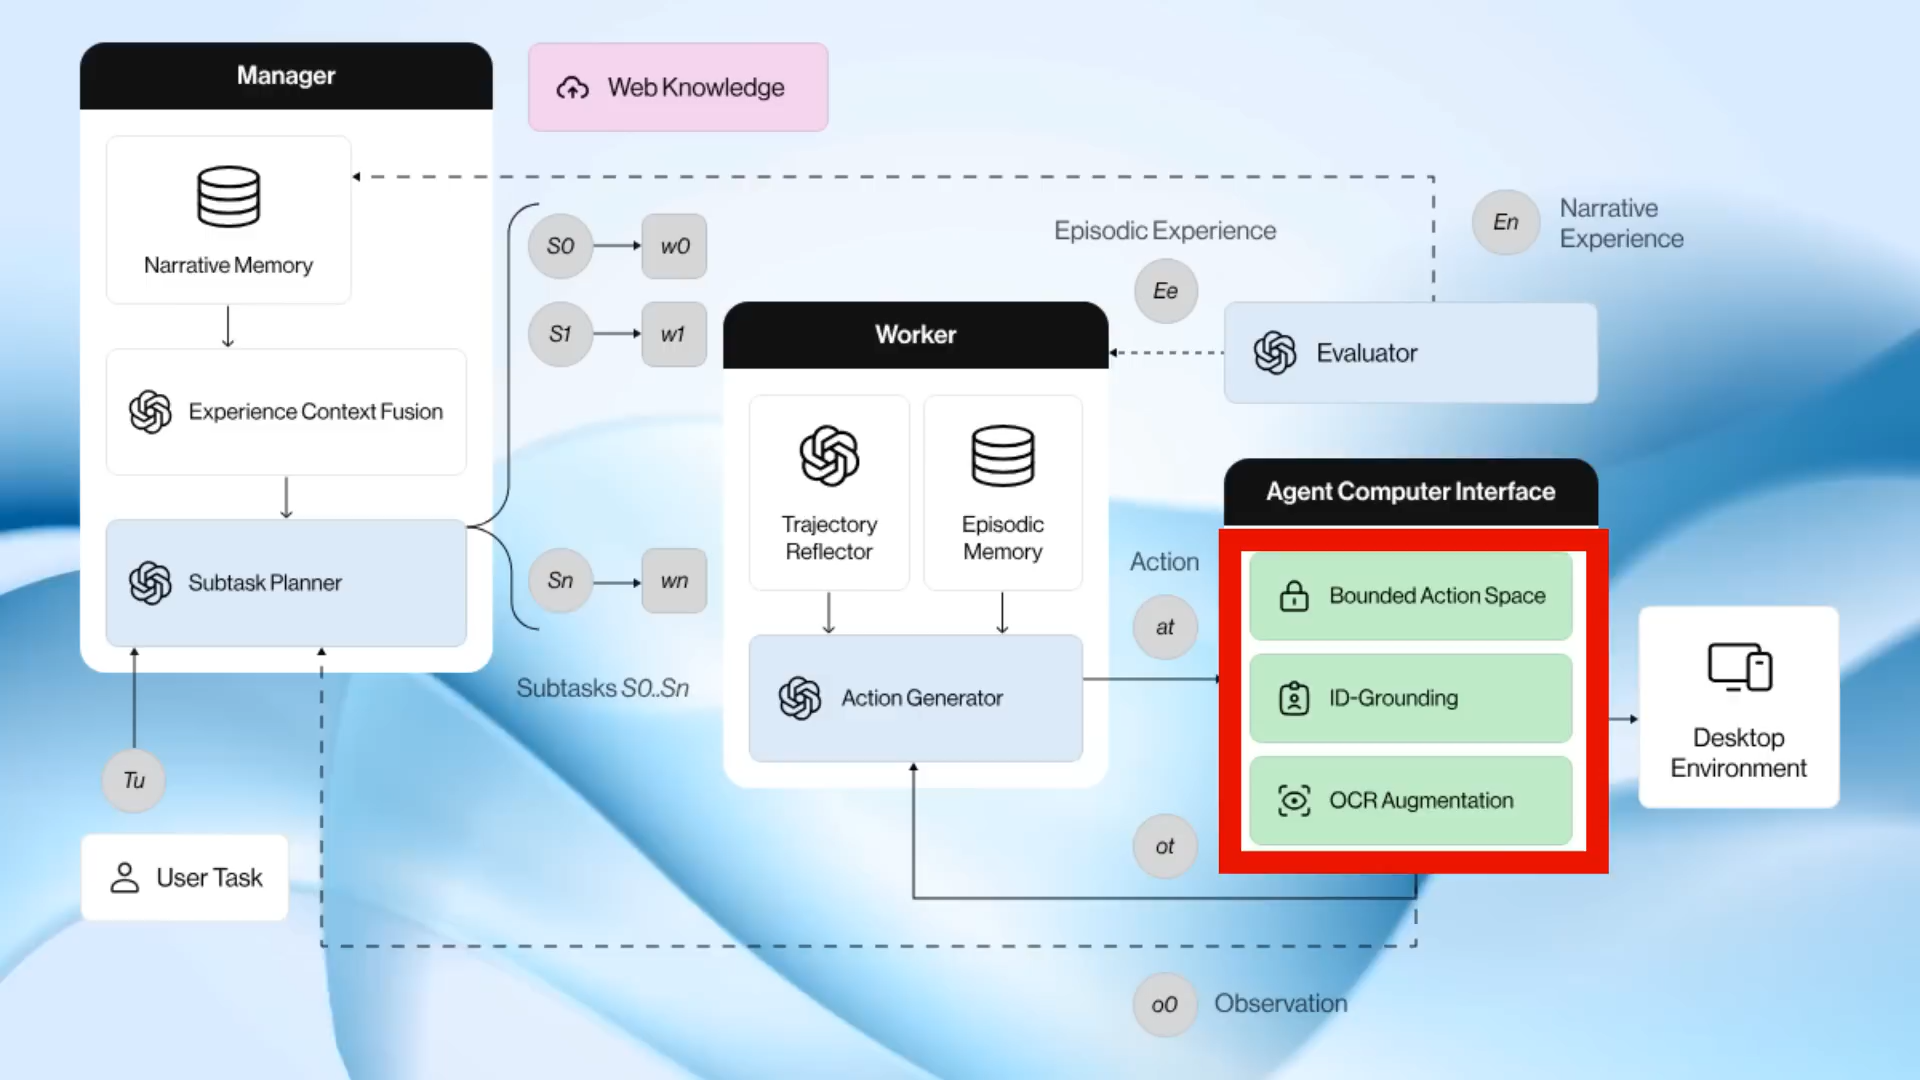 Manager
Narrative Memory
Experience Context Fusion
Subtask Planner
Tu
User Task
Web Knowledge
S0
w0
S1
w1
Sn
wn
Subtasks S0..Sn
Worker
Trajectory
Reflector
Episodic
Memory
Action Generator
Episodic Experience
Ee
En
Narrative
Experience
Evaluator
Action
at
Agent Computer Interface
Bounded Action Space
ID-Grounding
OCR Augmentation
ot
o0
Observation
Desktop
Environment